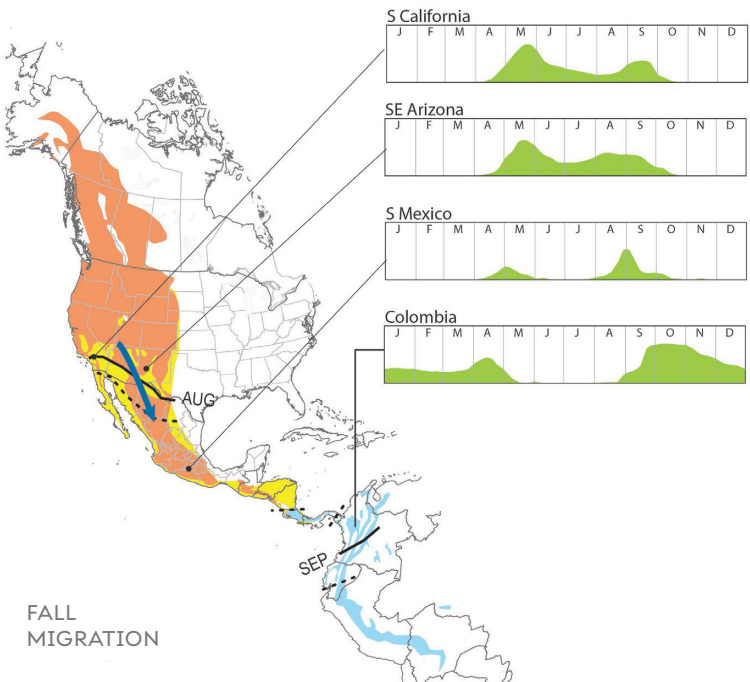 S California
J F M A M J J A S O N D
SE Arizona
J F M A M J J A S O N D
S Mexico
J F M A M J J A S O N D
Colombia
J F M A M J J A S O N D
AUG
SEP
FALL
MIGRATION